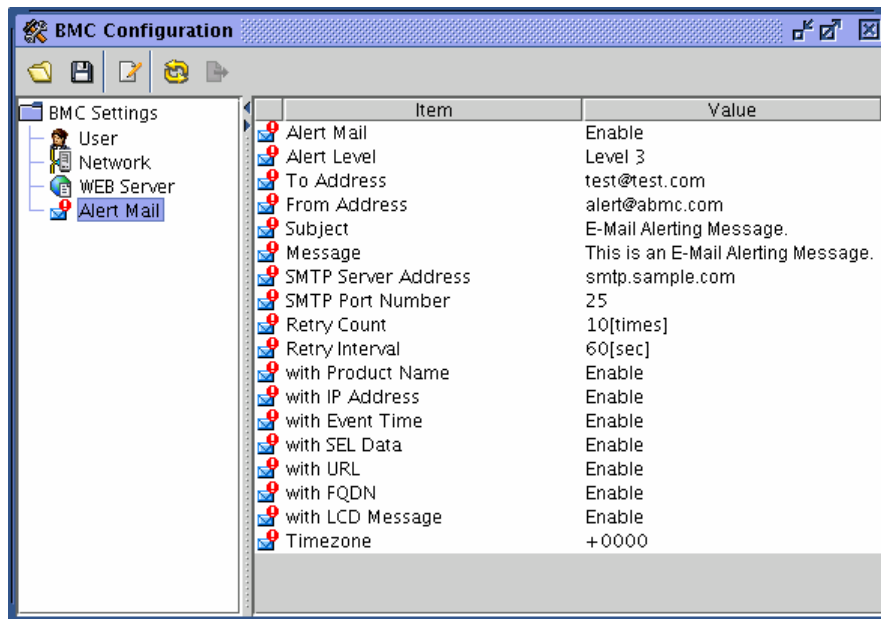 BMC Configuration
BMC Settings
User
Network
WEB Server
Alert Mail
Item Value
Alert Mail Enable
Alert Level Level 3
To Address test@test.com
From Address alert@abmc.com
Subject E-Mail Alerting Message.
Message This is an E-Mail Alerting Message.
SMTP Server Address smtp.sample.com
SMTP Port Number 25
Retry Count 10[times]
Retry Interval 60[sec]
with Product Name Enable
with IP Address Enable
with Event Time Enable
with SEL Data Enable
with URL Enable
with FQDN Enable
with LCD Message Enable
Timezone +0000